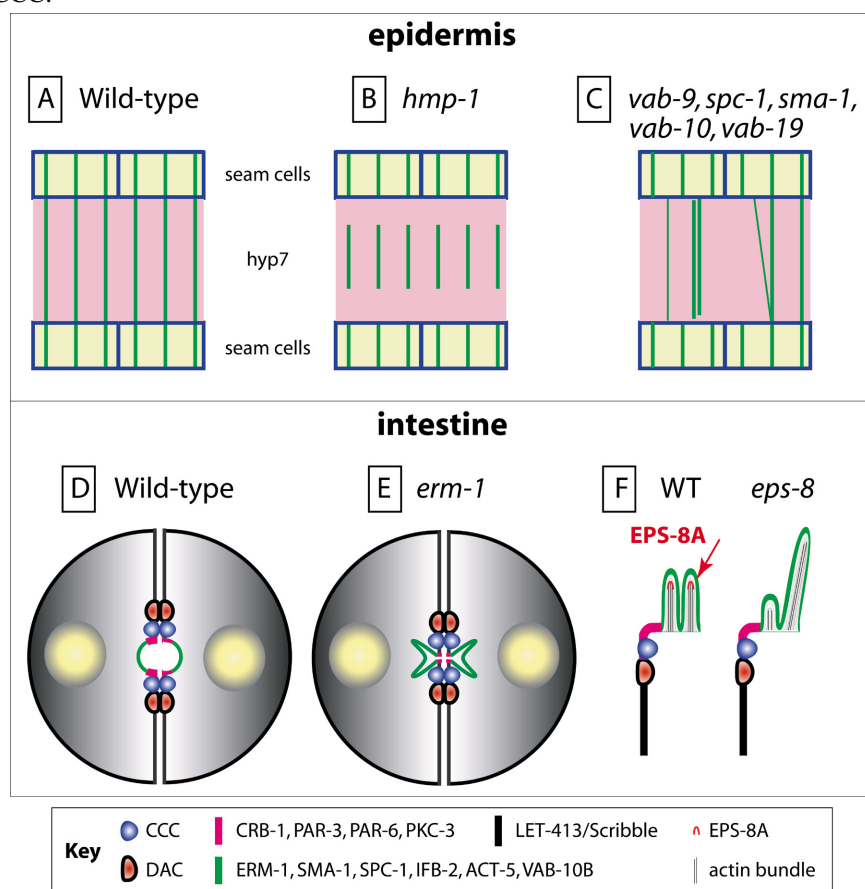 CCC.
epidermis
A Wild-type
B hmp-1
C vab-9, spc-1, sma-1,
vab-10, vab-19
seam cells
hyp7
seam cells
intestine
D Wild-type
E erm-1
F WT eps-8
EPS-8A
Key
CCC CRB-1, PAR-3, PAR-6, PKC-3 LET-413/Scribble EPS-8A
DAC ERM-1, SMA-1, SPC-1, IFB-2, ACT-5, VAB-10B actin bundle